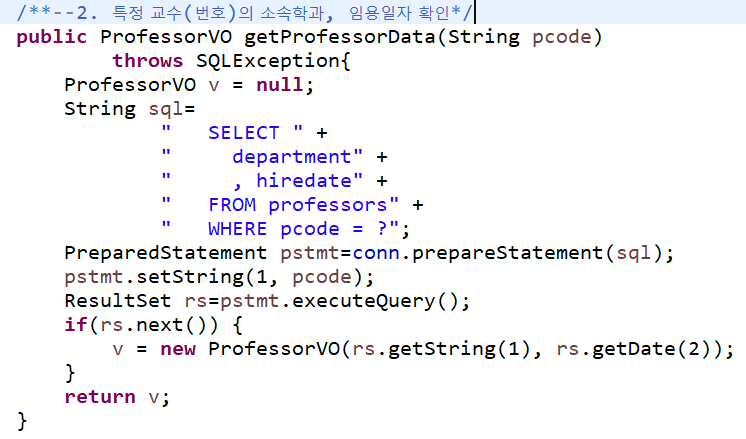 /**--2. 특정 교수(번호)의 소속학과, 임용일자 확인*/
public ProfessorVO getProfessorData(String pcode)
        throws SQLException{
    ProfessorVO v = null;
    String sql=
            "   SELECT " +
            "     department" +
            "     , hiredate" +
            "   FROM professors" +
            "   WHERE pcode = ?";
    PreparedStatement pstmt=conn.prepareStatement(sql);
    pstmt.setString(1, pcode);
    ResultSet rs=pstmt.executeQuery();
    if(rs.next()) {
        v = new ProfessorVO(rs.getString(1), rs.getDate(2));
    }
    return v;
}